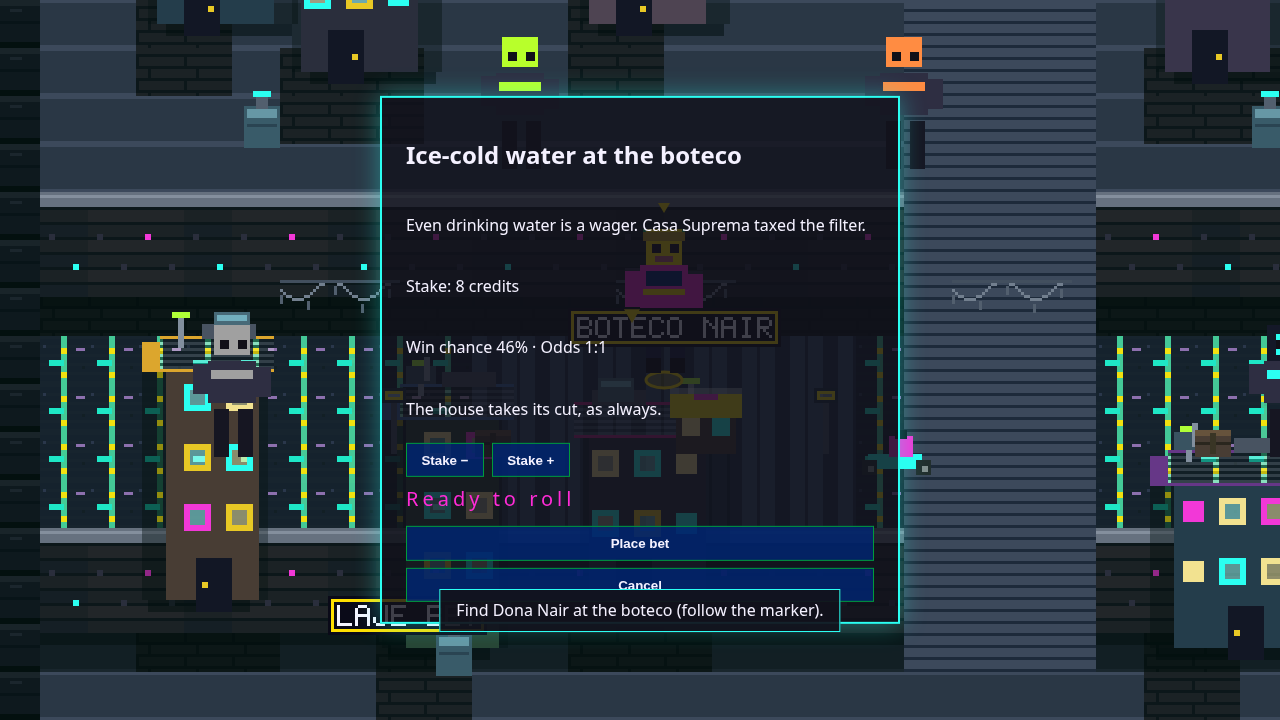 Ice-cold water at the boteco
Even drinking water is a wager. Casa Suprema taxed the filter.
Stake: 8 credits
BOTECO NAIR
Win chance 46% · Odds 1:1
The house takes its cut, as always.
Stake −
Stake +
Ready to roll
Place bet
Cancel
Find Dona Nair at the boteco (follow the marker).